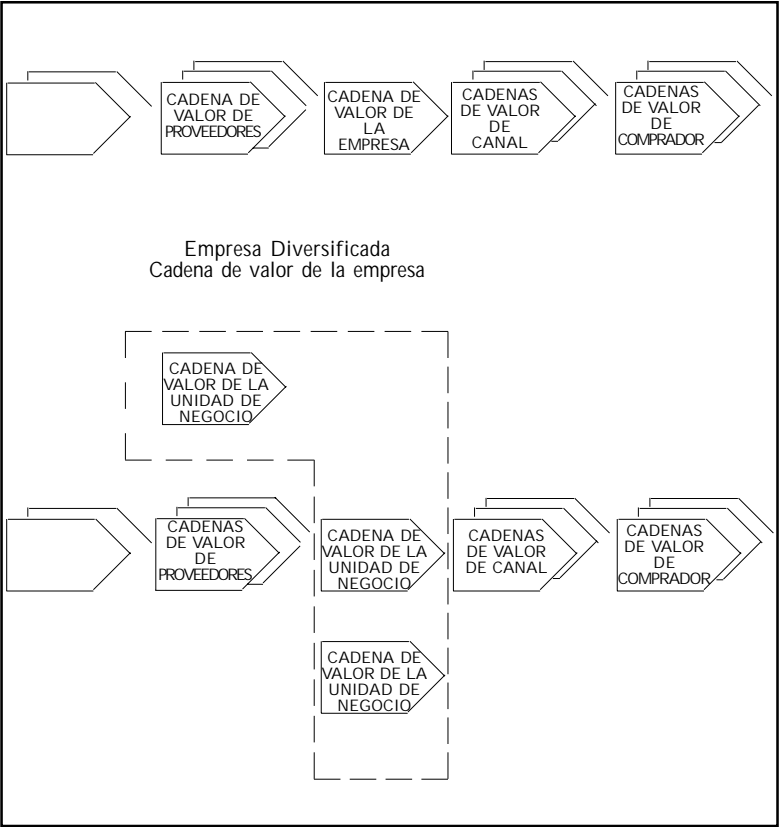 CADENA DE
VALOR DE
PROVEEDORES
CADENA DE
VALOR DE
LA
EMPRESA
CADENAS
DE VALOR
DE
CANAL
CADENAS
DE VALOR
DE
COMPRADOR
Empresa Diversificada
Cadena de valor de la empresa
CADENA DE
VALOR DE LA
UNIDAD DE
NEGOCIO
CADENAS
DE VALOR
DE
PROVEEDORES
CADENA DE
VALOR DE LA
UNIDAD DE
NEGOCIO
CADENAS
DE VALOR
DE CANAL
CADENAS
DE VALOR
DE
COMPRADOR
CADENA DE
VALOR DE LA
UNIDAD DE
NEGOCIO